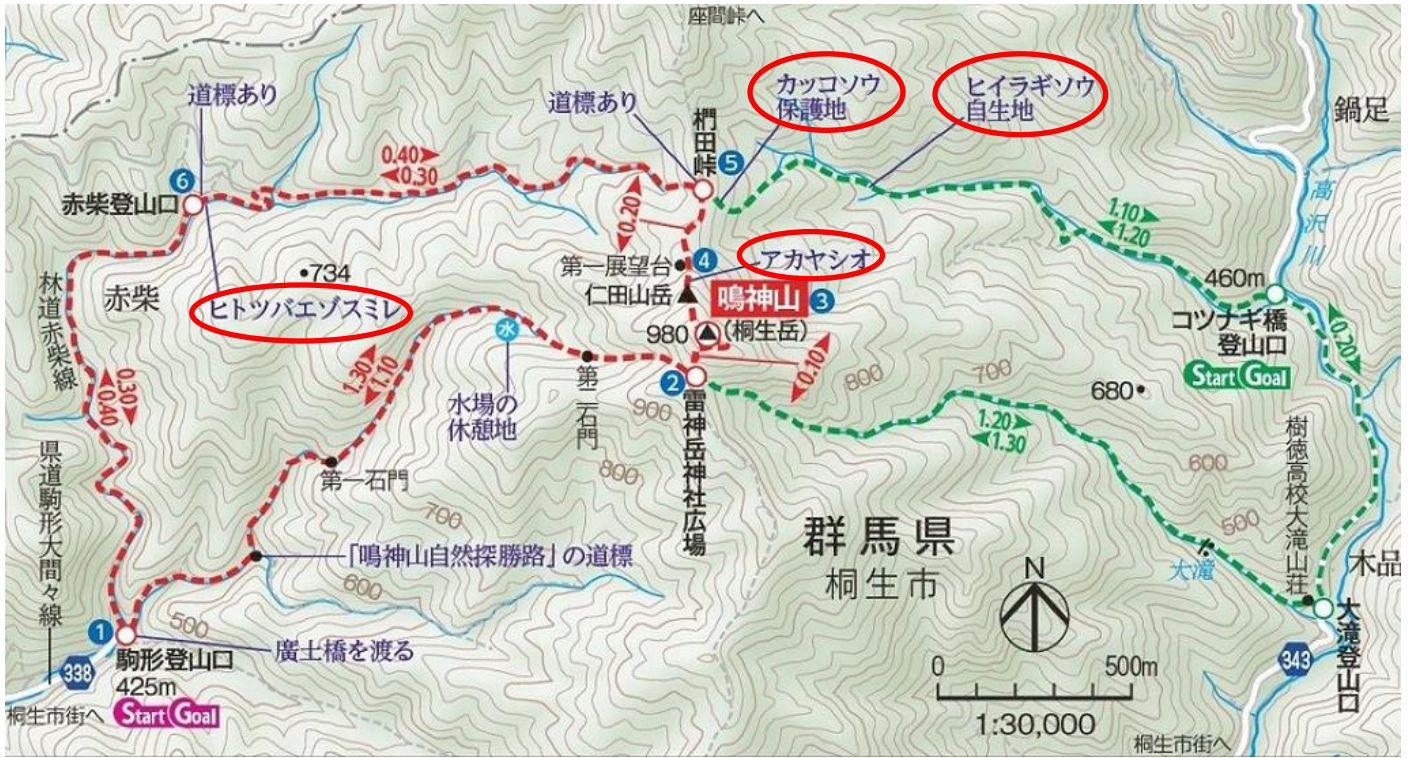 座間峠へ
道標あり
道標あり
カッコソウ
保護地
ヒイラギソウ
自生地
鍋足
高沢川
椚田峠
5
0.40▶
◀0.30
6
赤柴登山口
0.20▶
1.10▶
◀1.20
第一展望台
4
アカヤシオ
仁田山岳
鳴神山
3
980
(桐生岳)
•734
赤柴
ヒトツバエゾスミレ
林道赤柴線
460m
コツナギ橋
登山口
Start Goal
0.20▶
水
水場の
休憩地
第二石門
2
雷神岳神社広場
◀0.10
800
700
680•
900
800
1.30▶
◀1.10
0.30▶
◀0.40
1.20▶
◀1.30
600
樹徳高校大滝山荘
県道駒形大間々線
第一石門
700
500
「鳴神山自然探勝路」の道標
600
群馬県
桐生市
N
大滝
木品
1
500
廣土橋を渡る
駒形登山口
425m
Start Goal
338
桐生市街へ
0
500m
1:30,000
343
大滝登山口
桐生市街へ